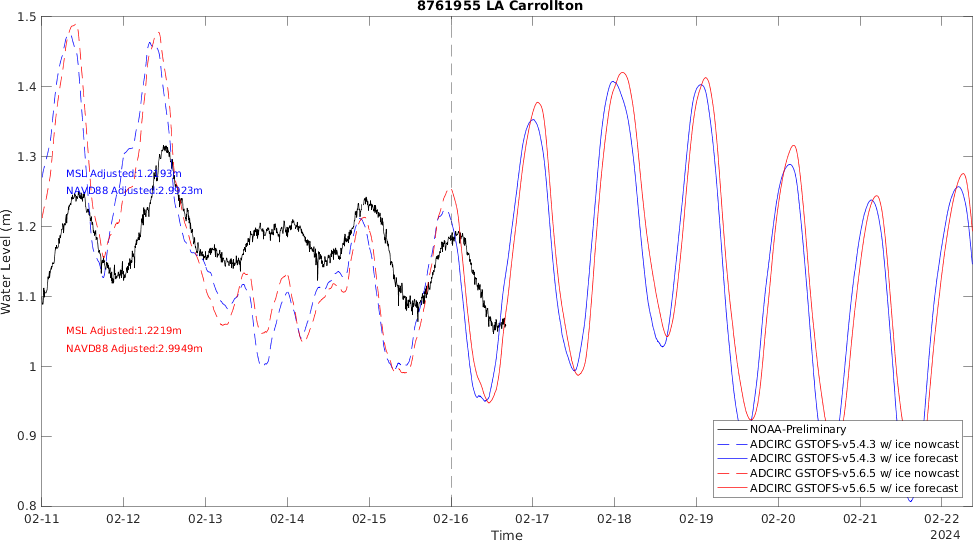 8761955 LA Carrollton
1.5
1.4
1.3
1.2
1.1
1
0.9
0.8
Water Level (m)
MSL Adjusted:1.2193m
NAVD88 Adjusted:2.9923m
MSL Adjusted:1.2219m
NAVD88 Adjusted:2.9949m
NOAA-Preliminary
ADCIRC GSTOFS-v5.4.3 w/ ice nowcast
ADCIRC GSTOFS-v5.4.3 w/ ice forecast
ADCIRC GSTOFS-v5.6.5 w/ ice nowcast
ADCIRC GSTOFS-v5.6.5 w/ ice forecast
02-11 02-12 02-13 02-14 02-15 02-16 02-17 02-18 02-19 02-20 02-21 02-22
Time
2024